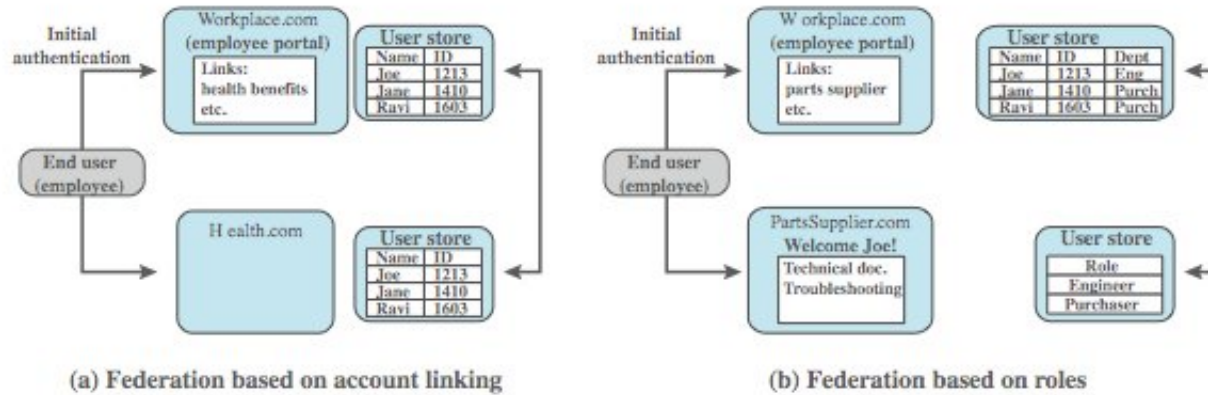 Initial
authentication
Workplace.com
(employee portal)
Links:
health benefits
etc.
User store
Name ID
Joe 1213
Jane 1410
Ravi 1603
End user
(employee)
H ealth.com
User store
Name ID
Joe 1213
Jane 1410
Ravi 1603
(a) Federation based on account linking
Initial
authentication
W orkplace.com
(employee portal)
Links:
parts supplier
etc.
User store
Name ID Dept
Joe 1213 Eng
Jane 1410 Purch
Ravi 1603 Purch
End user
(employee)
PartsSupplier.com
Welcome Joe!
Technical doc.
Troubleshooting
User store
Role
Engineer
Purchaser
(b) Federation based on roles